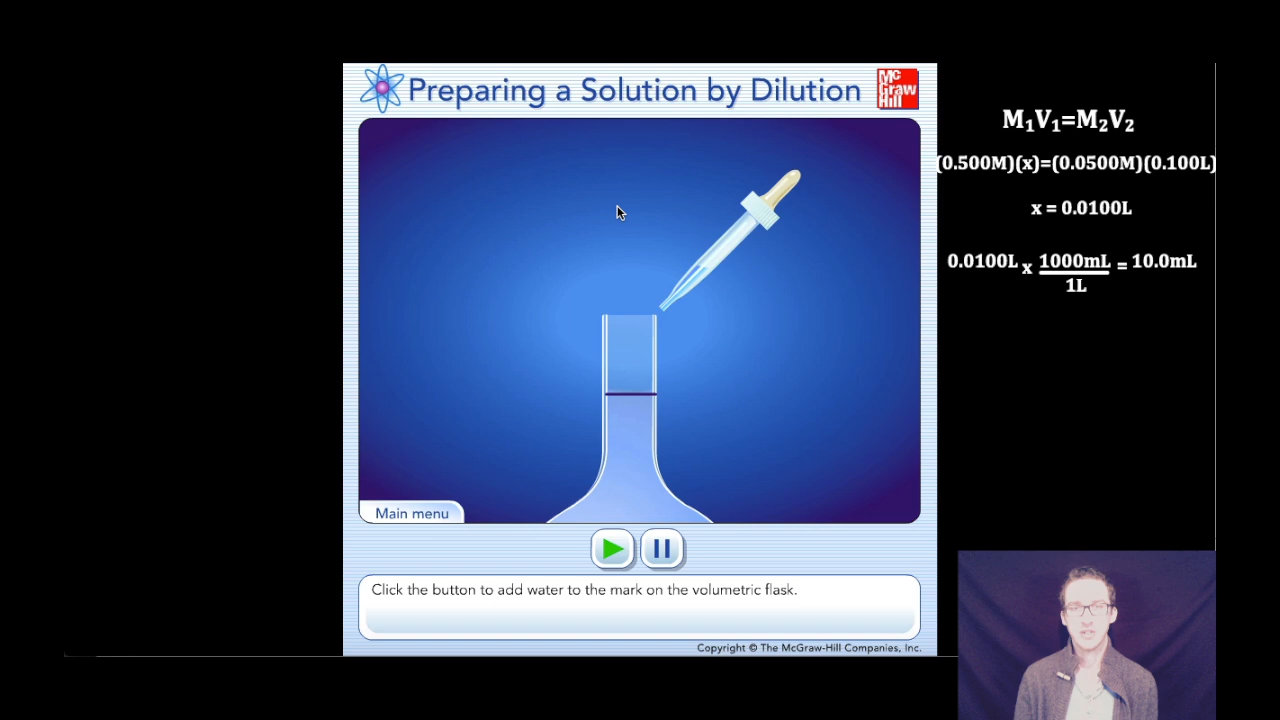 Preparing a Solution by Dilution
Mc
Graw
Hill
M₁V₁=M₂V₂
(0.500M)(x)=(0.0500M)(0.100L)
x = 0.0100L
0.0100L x 1000mL = 10.0mL
1L
Main menu
Click the button to add water to the mark on the volumetric flask.
Copyright © The McGraw-Hill Companies, Inc.